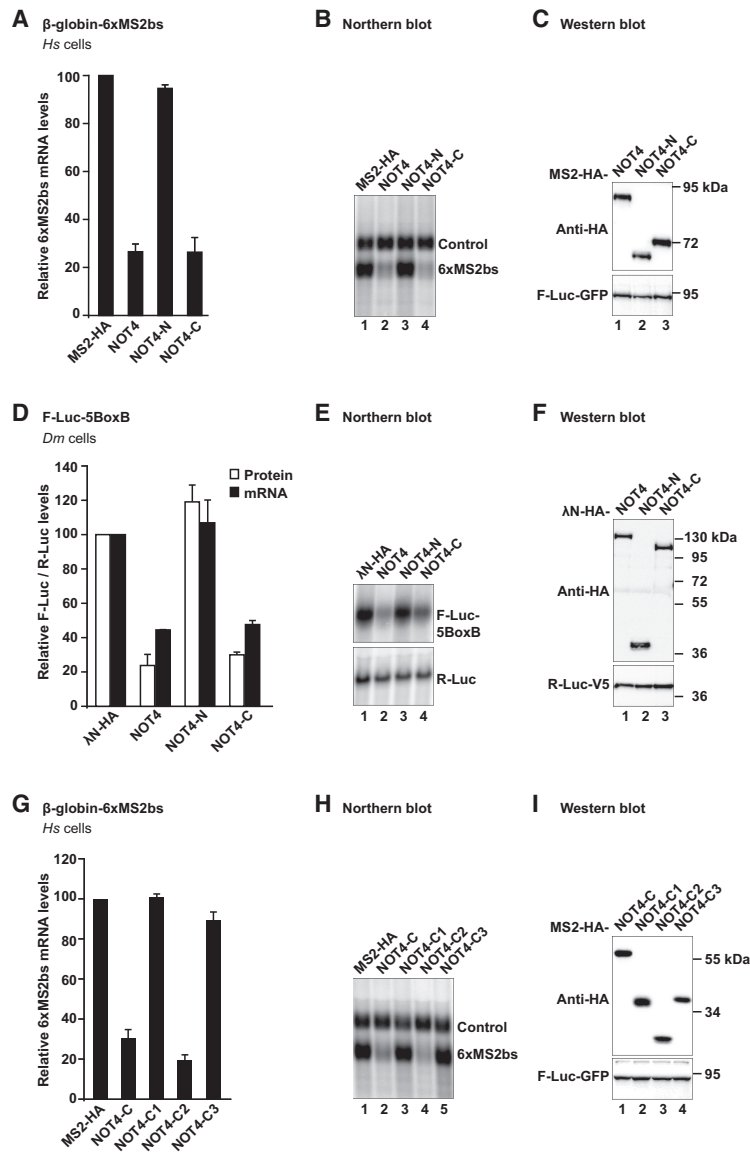 A β-globin-6xMS2bs
Hs cells
Relative 6xMS2bs mRNA levels
100
80
60
40
20
0
MS2-HA
NOT4
NOT4-N
NOT4-C
B Northern blot
MS2-HA
NOT4
NOT4-N
NOT4-C
Control
6xMS2bs
1 2 3 4
C Western blot
MS2-HA-
NOT4
NOT4-N
NOT4-C
95 kDa
Anti-HA
72
F-Luc-GFP
95
1 2 3
D F-Luc-5BoxB
Dm cells
Relative F-Luc / R-Luc levels
140
120
100
80
60
40
20
0
Protein
mRNA
λN-HA
NOT4
NOT4-N
NOT4-C
E Northern blot
λN-HA
NOT4
NOT4-N
NOT4-C
F-Luc-
5BoxB
R-Luc
1 2 3 4
F Western blot
λN-HA-
NOT4
NOT4-N
NOT4-C
130 kDa
95
72
Anti-HA
55
36
R-Luc-V5
36
1 2 3
G β-globin-6xMS2bs
Hs cells
Relative 6xMS2bs mRNA levels
120
100
80
60
40
20
0
MS2-HA
NOT4-C
NOT4-C1
NOT4-C2
NOT4-C3
H Northern blot
MS2-HA
NOT4-C
NOT4-C1
NOT4-C2
NOT4-C3
Control
6xMS2bs
1 2 3 4 5
I Western blot
MS2-HA-
NOT4-C
NOT4-C1
NOT4-C2
NOT4-C3
55 kDa
Anti-HA
34
F-Luc-GFP
95
1 2 3 4